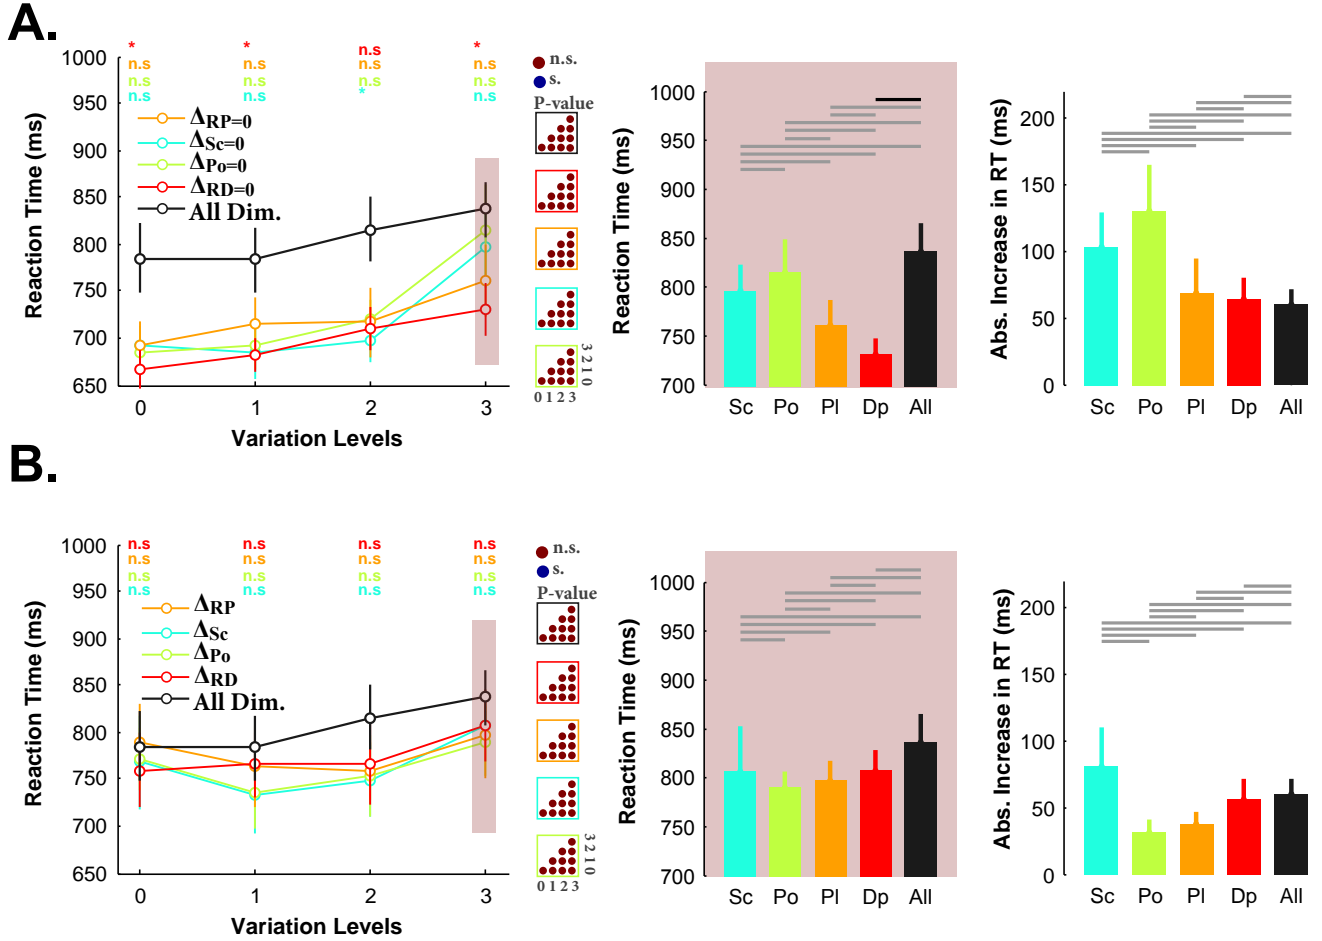 A.
* * n.s *
n.s n.s n.s n.s
n.s n.s n.s n.s
n.s n.s * n.s
1000
950
900
850
800
750
700
650
Reaction Time (ms)
ΔRP=0
ΔSc=0
ΔPo=0
ΔRD=0
All Dim.
0 1 2 3
Variation Levels
n.s.
s.
P-value
3 2 1 0
0 1 2 3
1000
950
900
850
800
750
700
Reaction Time (ms)
Sc Po Pl Dp All
200
150
100
50
0
Abs. Increase in RT (ms)
Sc Po Pl Dp All
B.
n.s n.s n.s n.s
n.s n.s n.s n.s
n.s n.s n.s n.s
n.s n.s n.s n.s
1000
950
900
850
800
750
700
650
Reaction Time (ms)
ΔRP
ΔSc
ΔPo
ΔRD
All Dim.
0 1 2 3
Variation Levels
n.s.
s.
P-value
3 2 1 0
0 1 2 3
1000
950
900
850
800
750
700
Reaction Time (ms)
Sc Po Pl Dp All
200
150
100
50
0
Abs. Increase in RT (ms)
Sc Po Pl Dp All